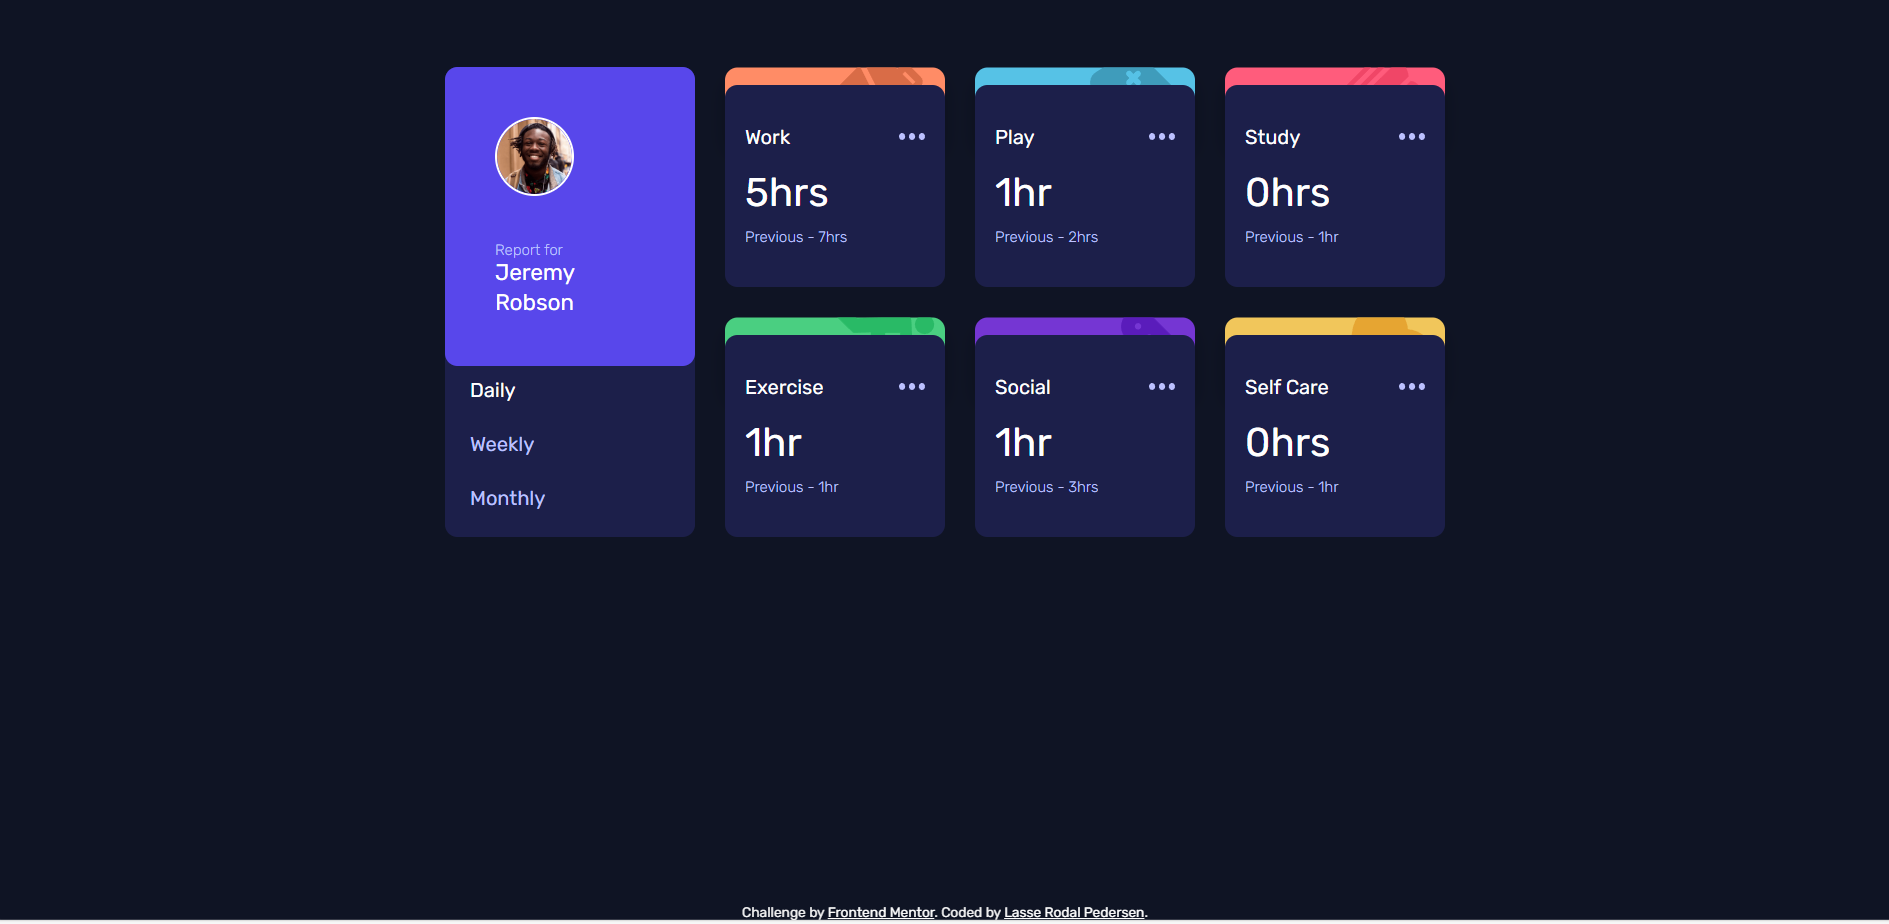 Report for
Jeremy
Robson
Daily
Weekly
Monthly
Work
5hrs
Previous - 7hrs
Play
1hr
Previous - 2hrs
Study
0hrs
Previous - 1hr
Exercise
1hr
Previous - 1hr
Social
1hr
Previous - 3hrs
Self Care
0hrs
Previous - 1hr
Challenge by Frontend Mentor. Coded by Lasse Rodal Pedersen.